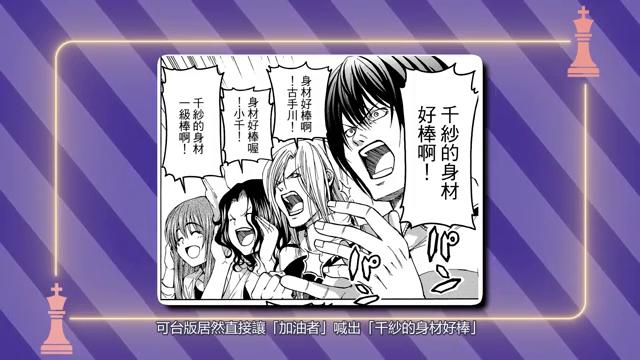 千紗的身材
好棒啊！
身材好棒啊
！古手川！
身材好棒喔
！小千！
千紗的身材
一級棒啊！
パン
パン
可台版居然直接讓「加油者」喊出「千紗的身材好棒」